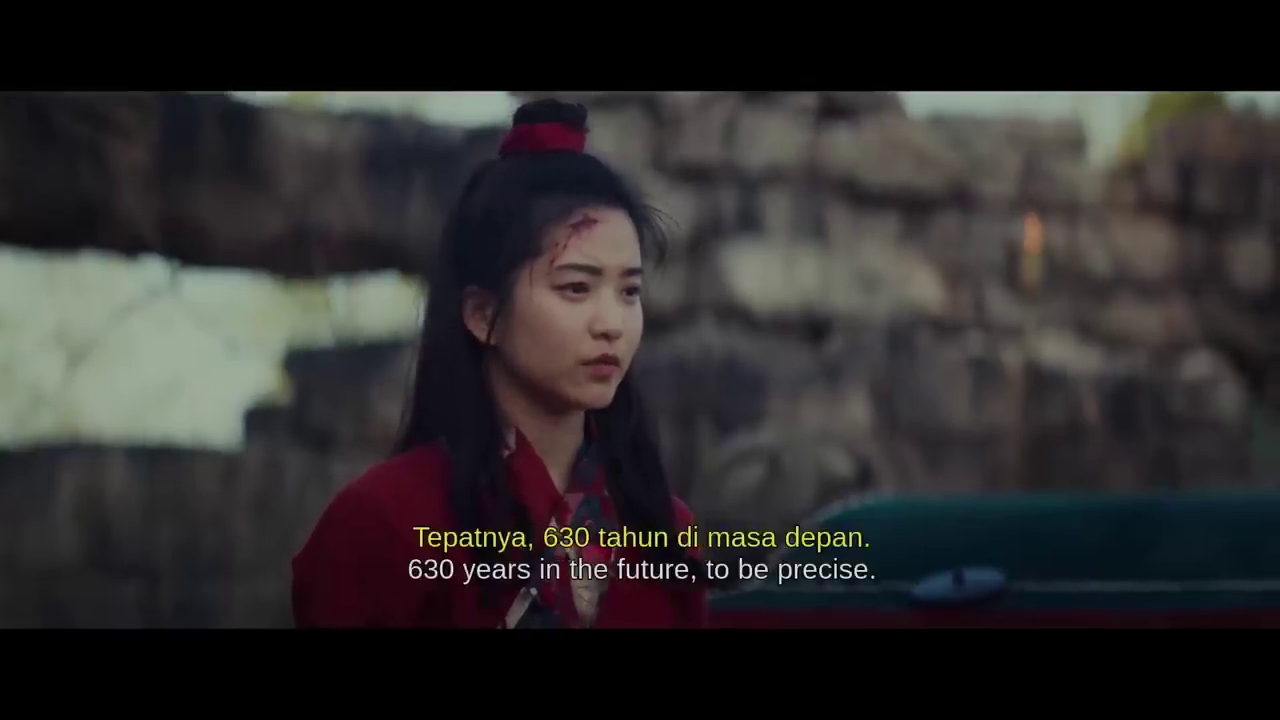 Tepatnya, 630 tahun di masa depan.
630 years in the future, to be precise.